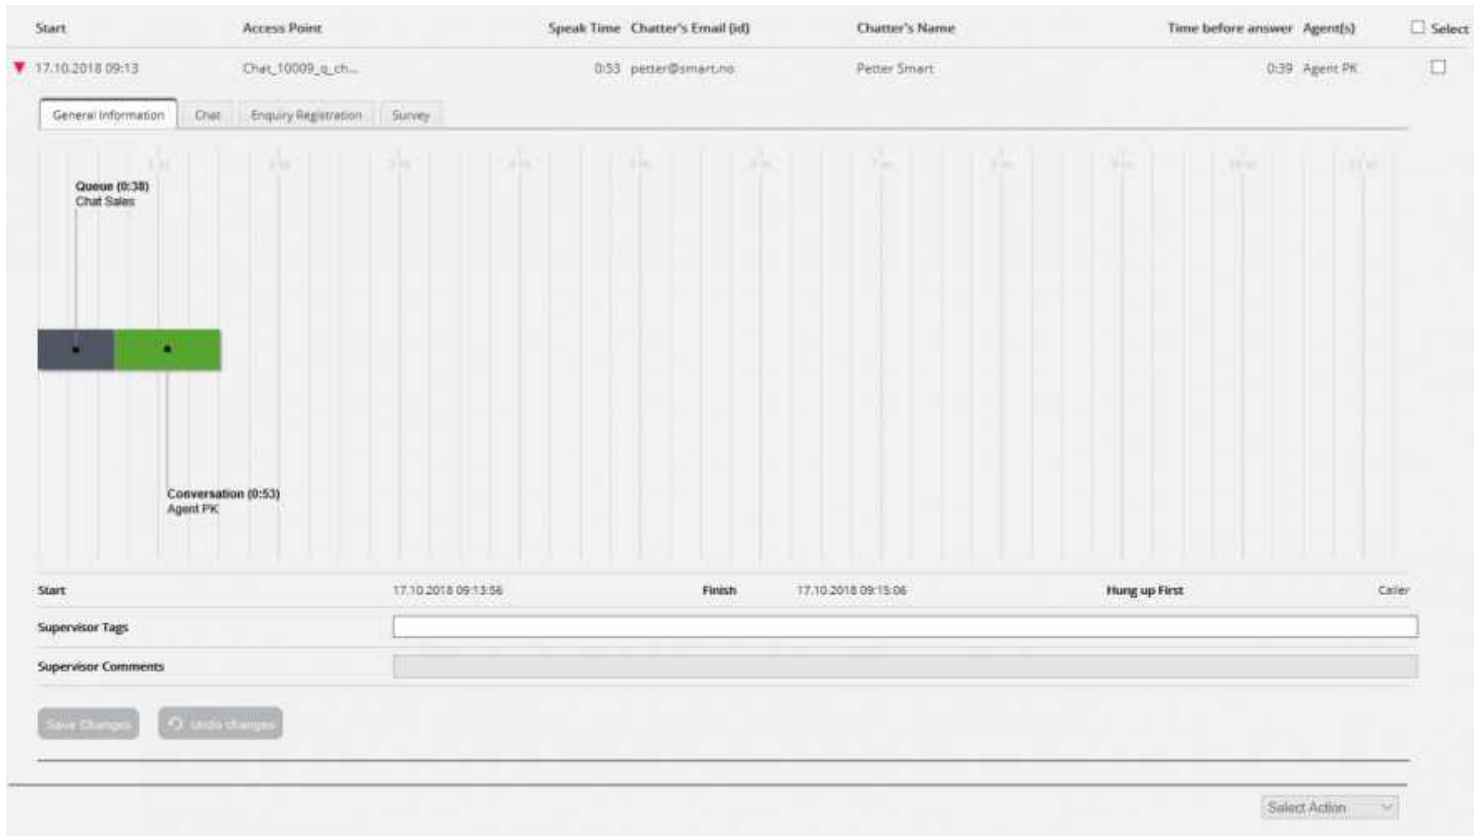 Start Access Point Speak Time Chatter's Email (id) Chatter's Name Time before answer Agent(s) Select
17.10.2018 09:13 Chat_10009_q_ch... 0:53 petter@smart.no Petter Smart 0:39 Agent PK
General Information Chat Enquiry Registration Survey
Queue (0:38)
Chat Sales
Conversation (0:53)
Agent PK
Start 17.10.2018 09:13:56 Finish 17.10.2018 09:15:06 Hung up First Caller
Supervisor Tags
Supervisor Comments
Save Changes Undo changes
Select Action